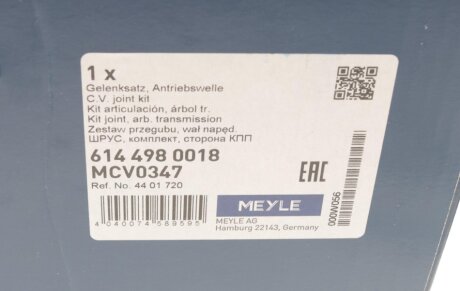 1 x
Gelenksatz, Antriebswelle
C.V. joint kit
Kit articulación, árbol tr.
Kit joint, arb. transmission
Zestaw przegubu, wał napęd.
ШРУС, комплект, сторона КПП
614 498 0018
MCV0347
Ref. No. 44 01 720
EAC
MEYLE
MEYLE AG
Hamburg 22143, Germany
000W056
4 040074 589595